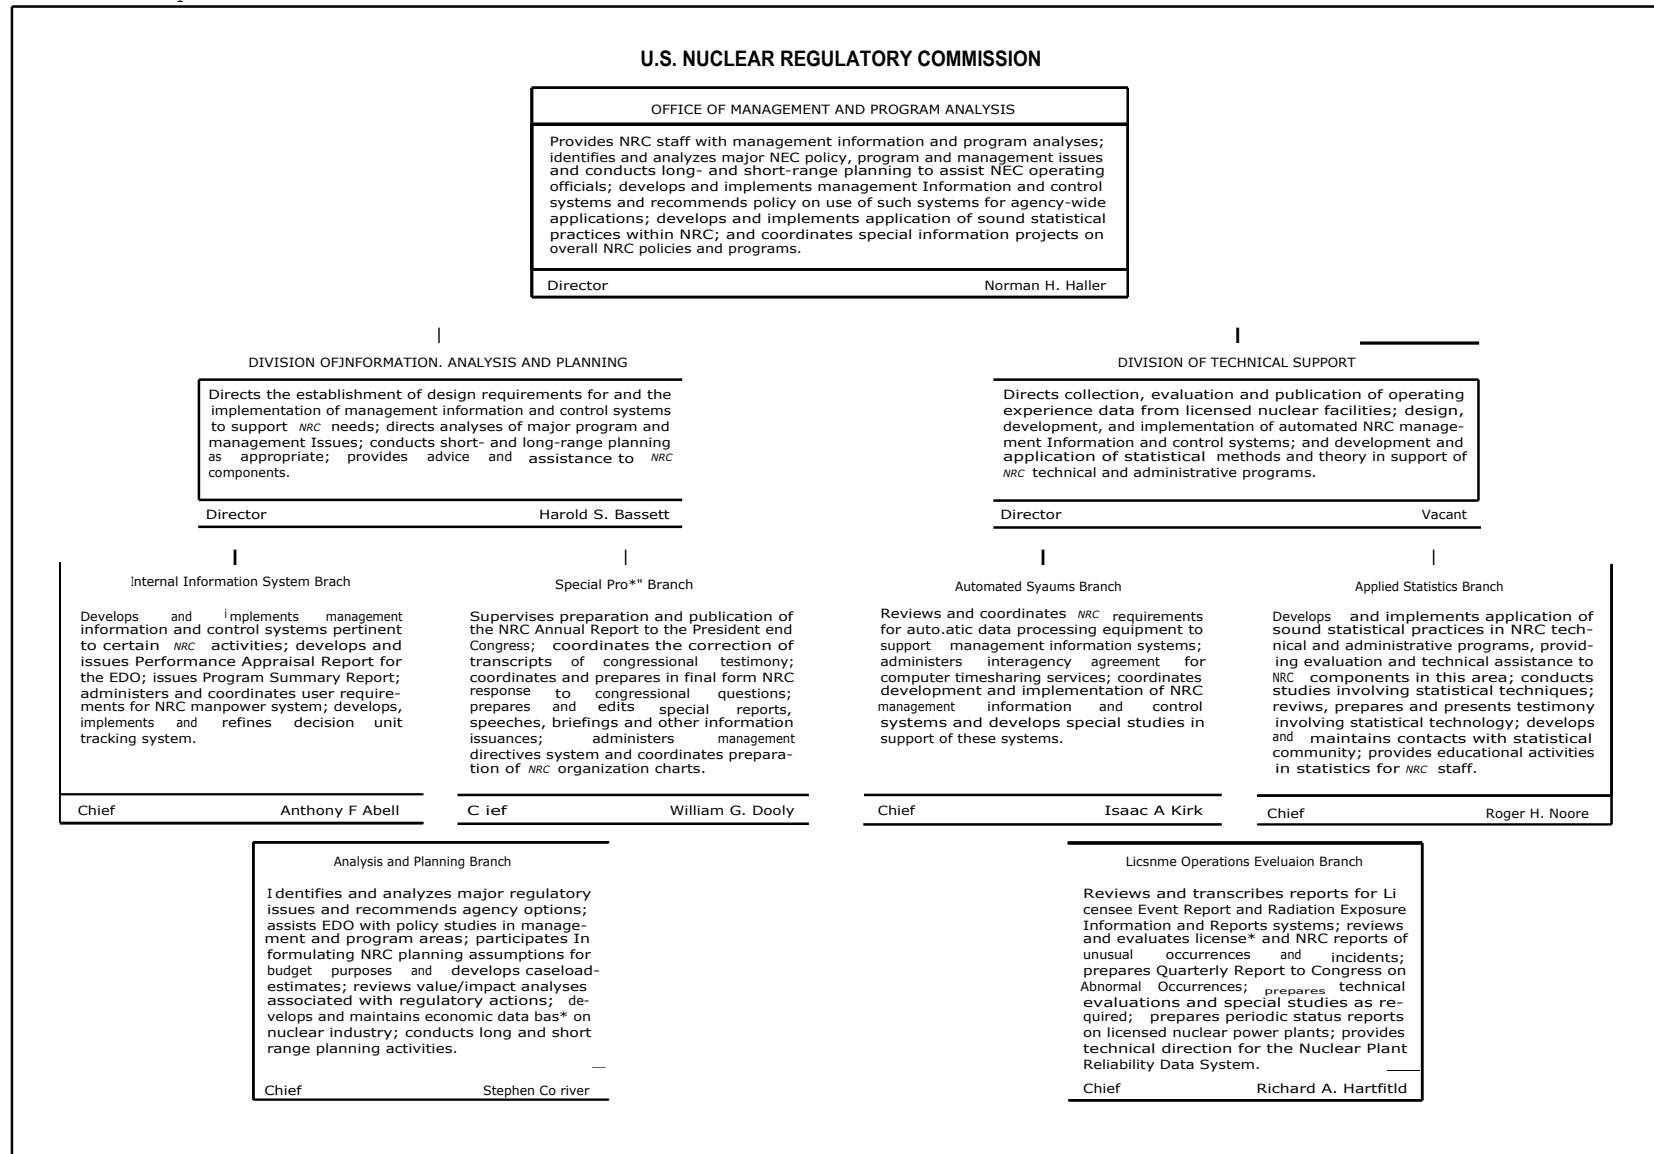 U.S. NUCLEAR REGULATORY COMMISSION
OFFICE OF MANAGEMENT AND PROGRAM ANALYSIS
Provides NRC staff with management information and program analyses;
identifies and analyzes major NEC policy, program and management issues
and conducts long- and short-range planning to assist NEC operating
officials; develops and implements management Information and control
systems and recommends policy on use of such systems for agency-wide
applications; develops and implements application of sound statistical
practices within NRC; and coordinates special information projects on
overall NRC policies and programs.
Director Norman H. Haller
DIVISION OFJNFORMATION. ANALYSIS AND PLANNING
Directs the establishment of design requirements for and the
implementation of management information and control systems
to support NRC needs; directs analyses of major program and
management Issues; conducts short- and long-range planning
as appropriate; provides advice and assistance to NRC
components.
Director Harold S. Bassett
DIVISION OF TECHNICAL SUPPORT
Directs collection, evaluation and publication of operating
experience data from licensed nuclear facilities; design,
development, and implementation of automated NRC manage-
ment Information and control systems; and development and
application of statistical methods and theory in support of
NRC technical and administrative programs.
Director Vacant
Internal Information System Brach
Develops and implements management
information and control systems pertinent
to certain NRC activities; develops and
issues Performance Appraisal Report for
the EDO; issues Program Summary Report;
administers and coordinates user require-
ments for NRC manpower system; develops,
implements and refines decision unit
tracking system.
Chief Anthony F Abell
Special Pro*" Branch
Supervises preparation and publication of
the NRC Annual Report to the President end
Congress; coordinates the correction of
transcripts of congressional testimony;
coordinates and prepares in final form NRC
response to congressional questions;
prepares and edits special reports,
speeches, briefings and other information
issuances; administers management
directives system and coordinates prepara-
tion of NRC organization charts.
C ief William G. Dooly
Automated Syaums Branch
Reviews and coordinates NRC requirements
for auto.atic data processing equipment to
support management information systems;
administers interagency agreement for
computer timesharing services; coordinates
development and implementation of NRC
management information and control
systems and develops special studies in
support of these systems.
Chief Isaac A Kirk
Applied Statistics Branch
Develops and implements application of
sound statistical practices in NRC tech-
nical and administrative programs, provid-
ing evaluation and technical assistance to
NRC components in this area; conducts
studies involving statistical techniques;
reviws, prepares and presents testimony
involving statistical technology; develops
and maintains contacts with statistical
community; provides educational activities
in statistics for NRC staff.
Chief Roger H. Noore
Analysis and Planning Branch
Identifies and analyzes major regulatory
issues and recommends agency options;
assists EDO with policy studies in manage-
ment and program areas; participates In
formulating NRC planning assumptions for
budget purposes and develops caseload-
estimates; reviews value/impact analyses
associated with regulatory actions; de-
velops and maintains economic data bas* on
nuclear industry; conducts long and short
range planning activities.
Chief Stephen Co river
Licsnme Operations Eveluaion Branch
Reviews and transcribes reports for Li
censee Event Report and Radiation Exposure
Information and Reports systems; reviews
and evaluates license* and NRC reports of
unusual occurrences and incidents;
prepares Quarterly Report to Congress on
Abnormal Occurrences; prepares technical
evaluations and special studies as re-
quired; prepares periodic status reports
on licensed nuclear power plants; provides
technical direction for the Nuclear Plant
Reliability Data System.
Chief Richard A. Hartfitld